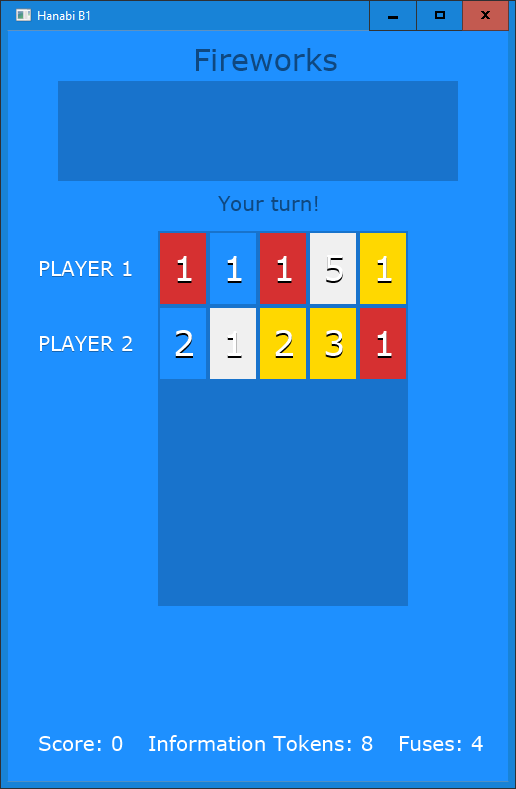 Hanabi B1
Fireworks
Your turn!
PLAYER 1 1 1 1 5 1
PLAYER 2 2 1 2 3 1
Score: 0 Information Tokens: 8 Fuses: 4